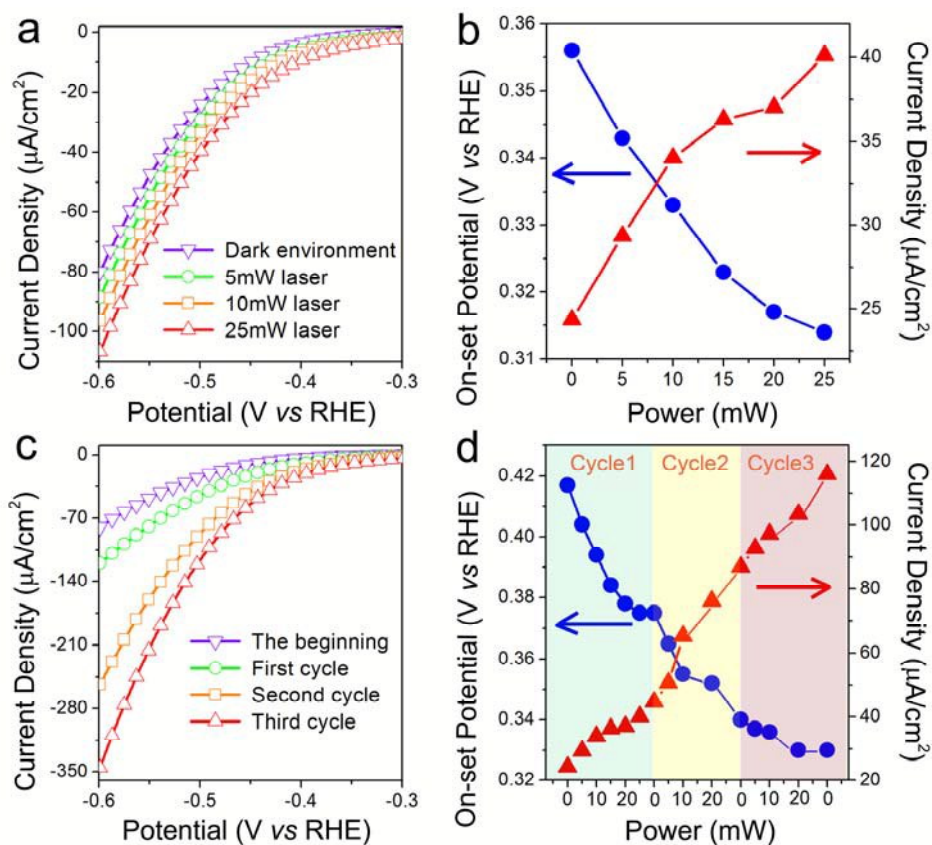 a
0
-20
-40
-60
-80
-100
Current Density (μA/cm2)
Dark environment
5mW laser
10mW laser
25mW laser
-0.6 -0.5 -0.4 -0.3
Potential (V vs RHE)
b
0.36
0.35
0.34
0.33
0.32
0.31
On-set Potential (V vs RHE)
40
35
30
25
Current Density (μA/cm²)
0 5 10 15 20 25
Power (mW)
c
0
-70
-140
-210
-280
-350
Current Density (μA/cm2)
The beginning
First cycle
Second cycle
Third cycle
-0.6 -0.5 -0.4 -0.3
Potential (V vs RHE)
d
Cycle1 Cycle2 Cycle3
0.42
0.40
0.38
0.36
0.34
0.32
On-set Potential (V vs RHE)
120
100
80
60
40
20
Current Density (μA/cm²)
0 10 20 0 10 20 0 10 20 0
Power (mW)